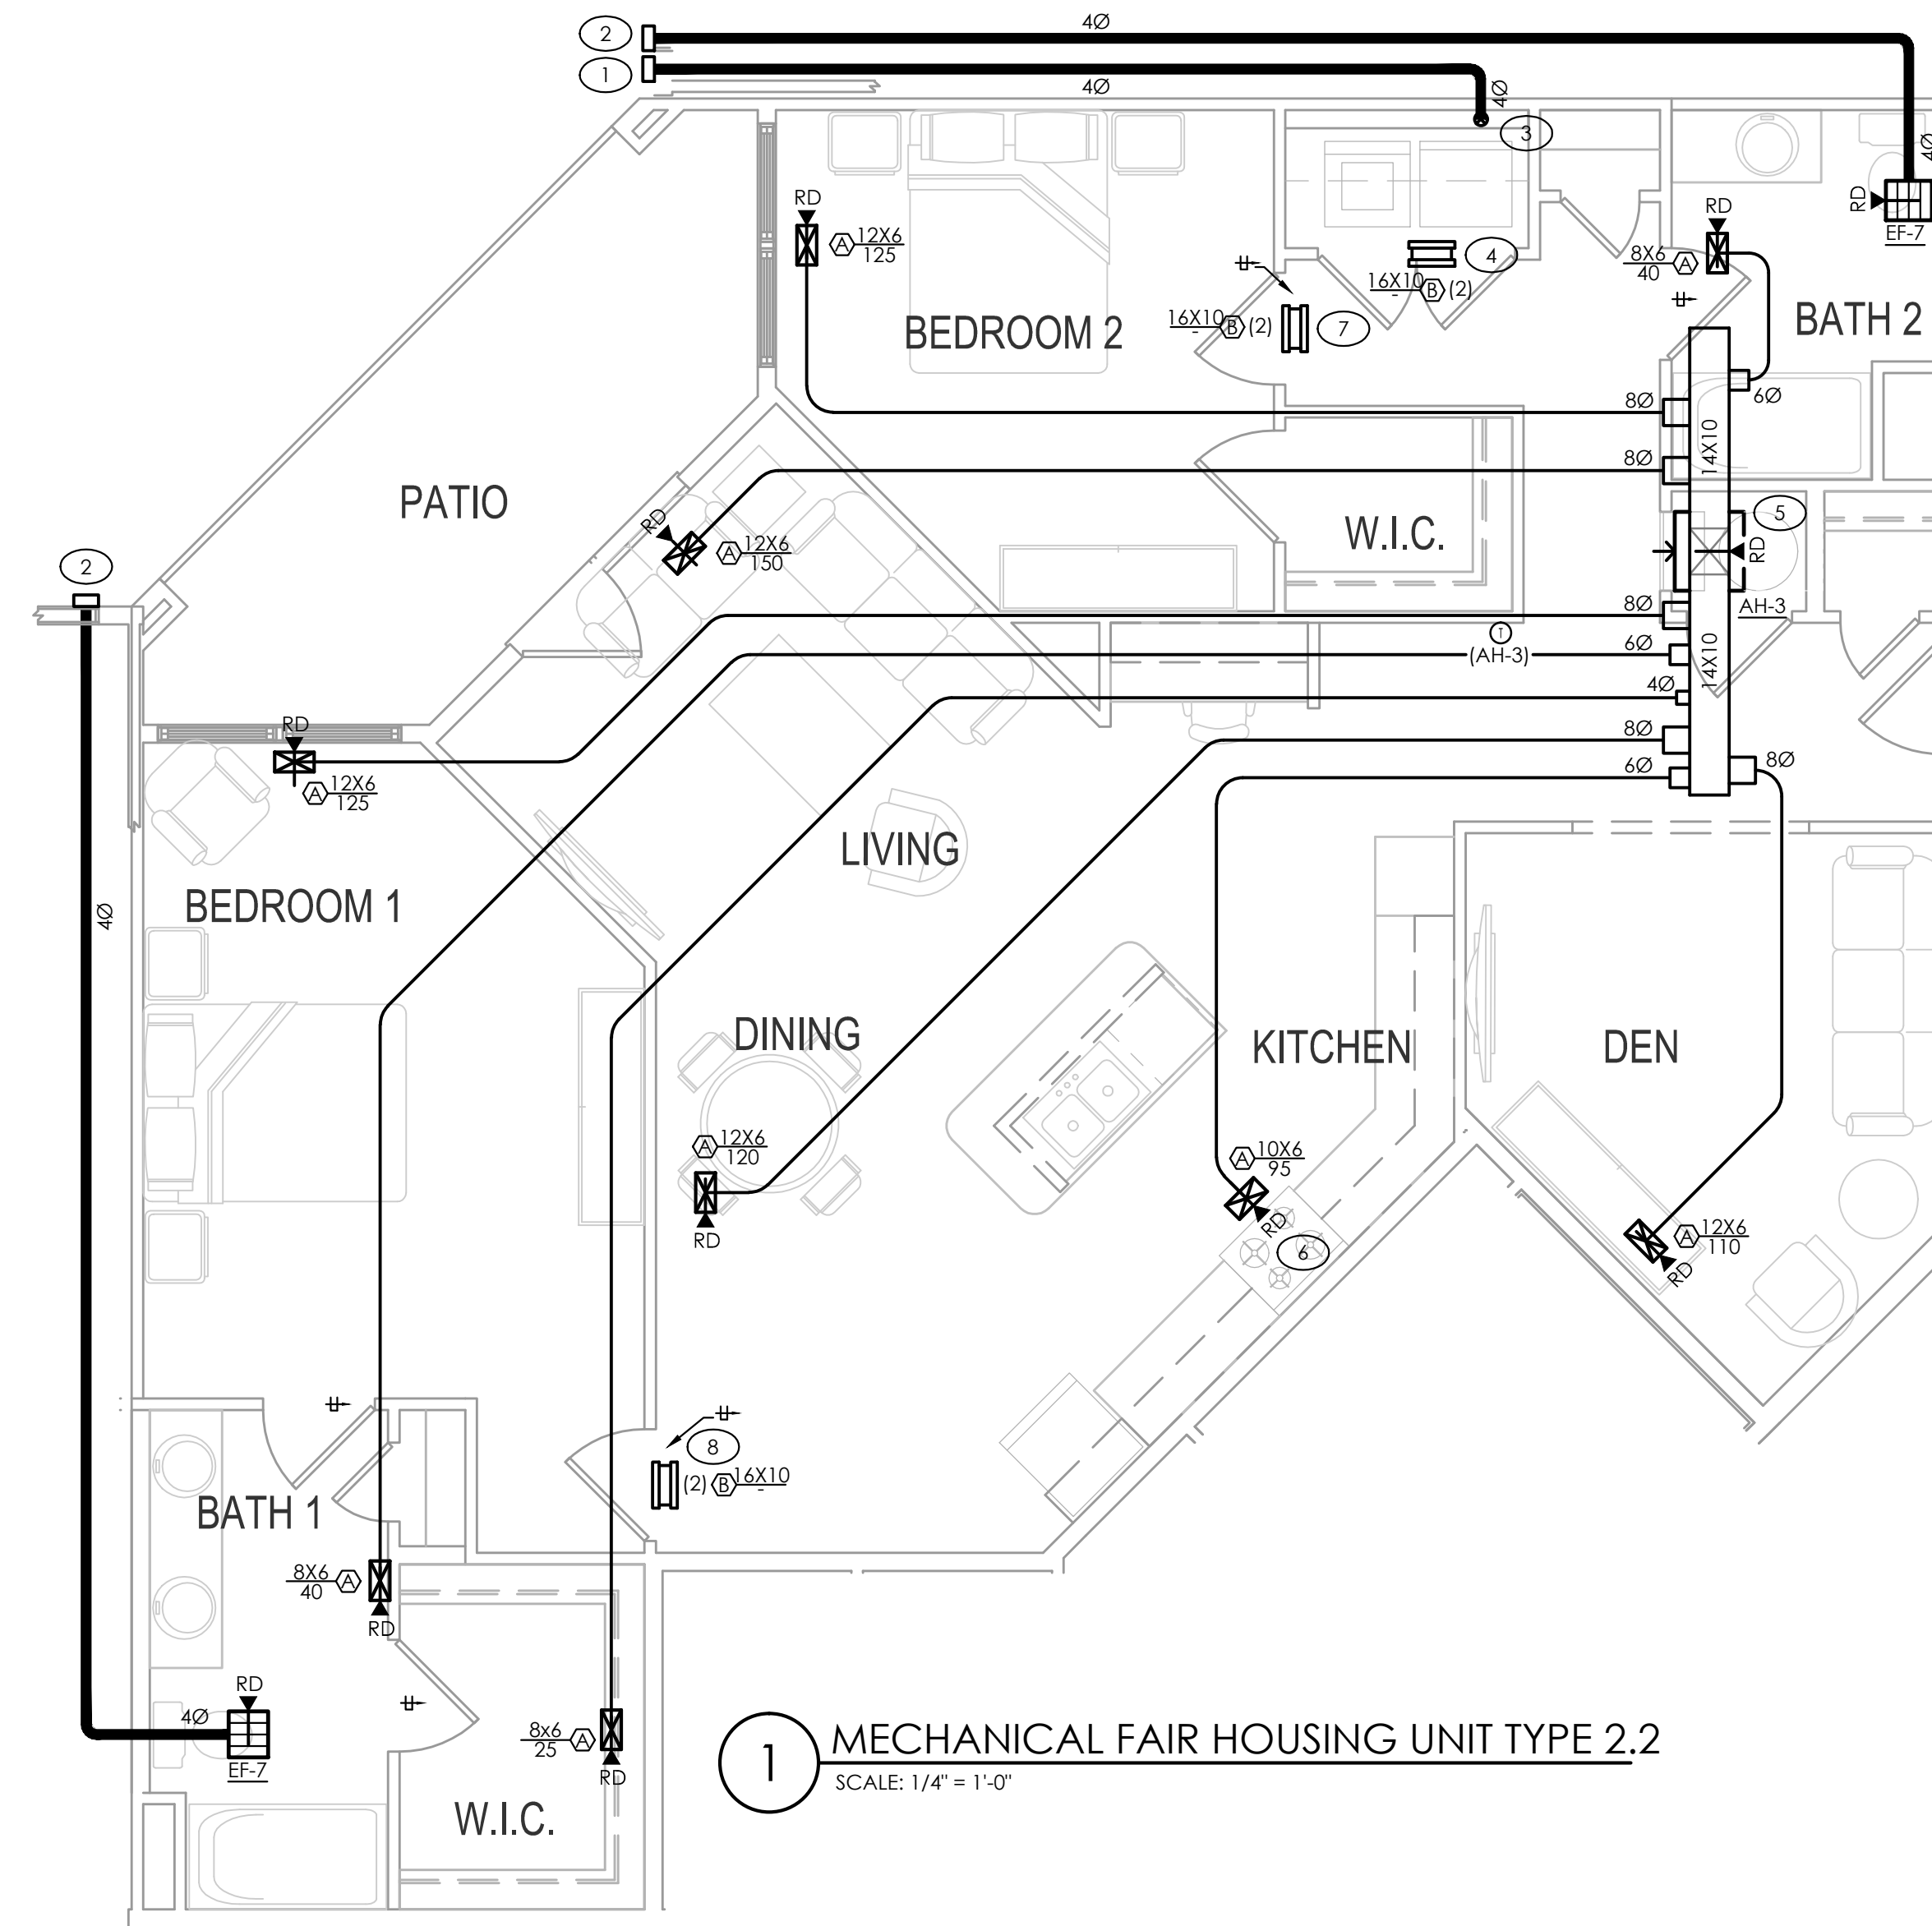 2
4Ø
1
4Ø
4Ø
3
4Ø
RD
RD
RD
EF-7
A 12X6
125
4
8X6 A
40
16X10 B (2)
-
BEDROOM 2
16X10 B (2)
-
7
BATH 2
8Ø
6Ø
14X10
8Ø
PATIO
RD
A 12X6
150
W.I.C.
5
RD
2
8Ø
AH-3
T
(AH-3)
6Ø
14X10
4Ø
RD
8Ø
8Ø
6Ø
A 12X6
125
LIVING
BEDROOM 1
4Ø
DINING
KITCHEN
DEN
A 12X6
120
A 10X6
95
RD
RD
6
A 12X6
110
RD
8
(2) B 16X10
-
BATH 1
8X6 A
40
RD
RD
4Ø
EF-7
8x6 A
25
RD
W.I.C.
1
MECHANICAL FAIR HOUSING UNIT TYPE 2.2
SCALE: 1/4" = 1'-0"